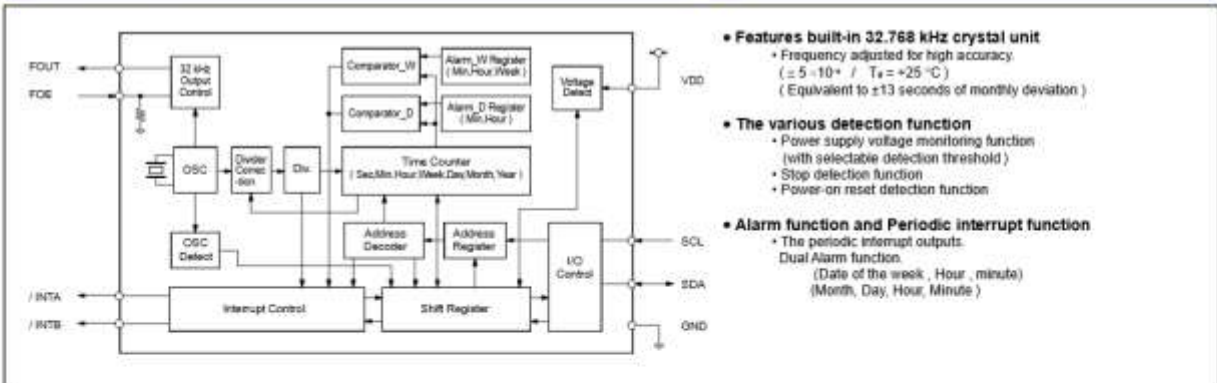 FOUT
FOE
32 kHz
Output
Control
Comparator_W
Alarm_W Register
( Min,Hour,Week )
Comparator_D
Alarm_D Register
( Min,Hour )
Voltage
Detect
VDD
OSC
Divider
Correc
-tion
Div.
Time Counter
( Sec,Min,Hour,Week,Day,Month,Year )
OSC
Detect
Address
Decoder
Address
Register
I/O
Control
SCL
SDA
GND
/ INTA
/ INTB
Interrupt Control
Shift Register
• Features built-in 32.768 kHz crystal unit
• Frequency adjusted for high accuracy.
( ± 5 / = +25 °C )
( Equivalent to ±13 seconds of monthly deviation )
• The various detection function
• Power supply voltage monitoring function
(with selectable detection threshold )
• Stop detection function
• Power-on reset detection function
• Alarm function and Periodic interrupt function
• The periodic interrupt outputs.
Dual Alarm function.
(Date of the week , Hour , minute)
(Month, Day, Hour, Minute )